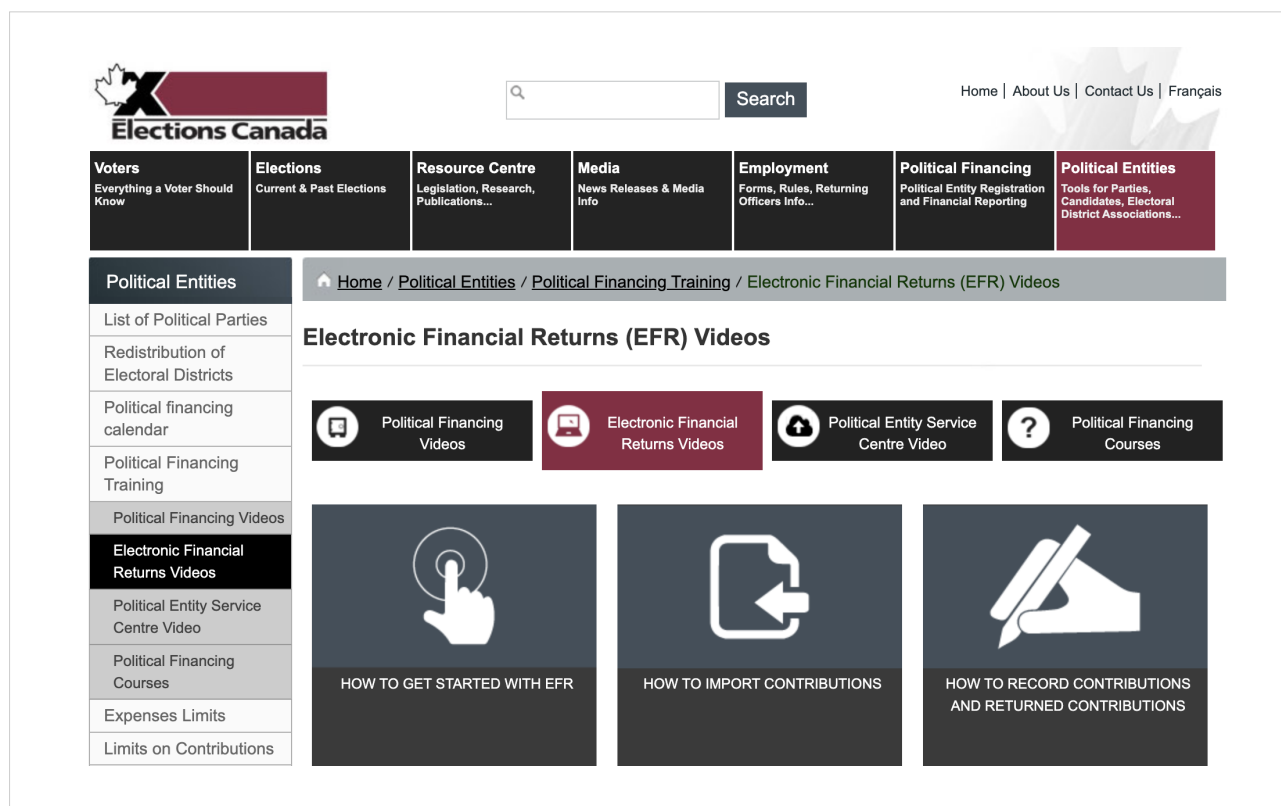 Elections Canada
Search
Home | About Us | Contact Us | Français
Voters
Everything a Voter Should
Know
Elections
Current & Past Elections
Resource Centre
Legislation, Research,
Publications...
Media
News Releases & Media
Info
Employment
Forms, Rules, Returning
Officers Info...
Political Financing
Political Entity Registration
and Financial Reporting
Political Entities
Tools for Parties,
Candidates, Electoral
District Associations...
Political Entities
List of Political Parties
Redistribution of
Electoral Districts
Political financing
calendar
Political Financing
Training
Political Financing Videos
Electronic Financial
Returns Videos
Political Entity Service
Centre Video
Political Financing
Courses
Expenses Limits
Limits on Contributions
Home / Political Entities / Political Financing Training / Electronic Financial Returns (EFR) Videos
Electronic Financial Returns (EFR) Videos
Political Financing
Videos
Electronic Financial
Returns Videos
Political Entity Service
Centre Video
? Political Financing
Courses
HOW TO GET STARTED WITH EFR
HOW TO IMPORT CONTRIBUTIONS
HOW TO RECORD CONTRIBUTIONS
AND RETURNED CONTRIBUTIONS